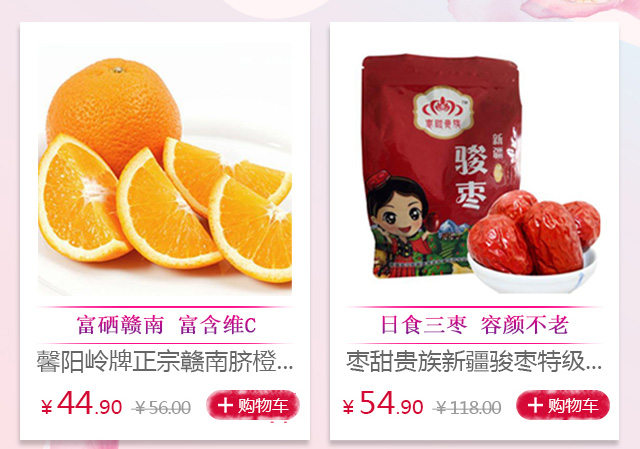 新疆
骏枣
富硒赣南 富含维C
馨阳岭牌正宗赣南脐橙...
¥44.90 ¥56.00 +购物车
日食三枣 容颜不老
枣甜贵族新疆骏枣特级...
¥54.90 ¥118.00 +购物车